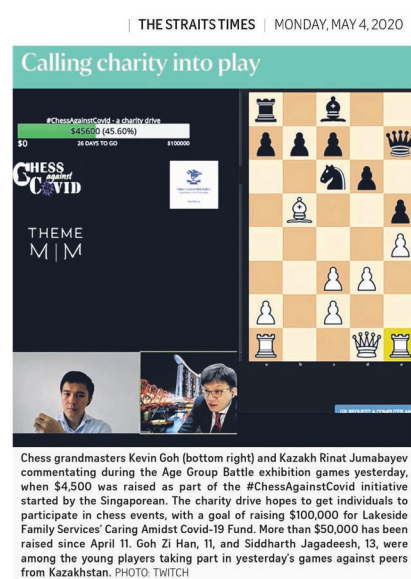 THE STRAITS TIMES | MONDAY, MAY 4, 2020
Calling charity into play
#ChessAgainstCovid - a charity drive
$45600 (45.60%)
$0 26 DAYS TO GO $100000
CHESS
against
COVID
THEME
M|M
a b c d e
Chess grandmasters Kevin Goh (bottom right) and Kazakh Rinat Jumabayev
commentating during the Age Group Battle exhibition games yesterday,
when $4,500 was raised as part of the #ChessAgainstCovid initiative
started by the Singaporean. The charity drive hopes to get individuals to
participate in chess events, with a goal of raising $100,000 for Lakeside
Family Services' Caring Amidst Covid-19 Fund. More than $50,000 has been
raised since April 11. Goh Zi Han, 11, and Siddharth Jagadeesh, 13, were
among the young players taking part in yesterday's games against peers
from Kazakhstan. PHOTO: TWITCH